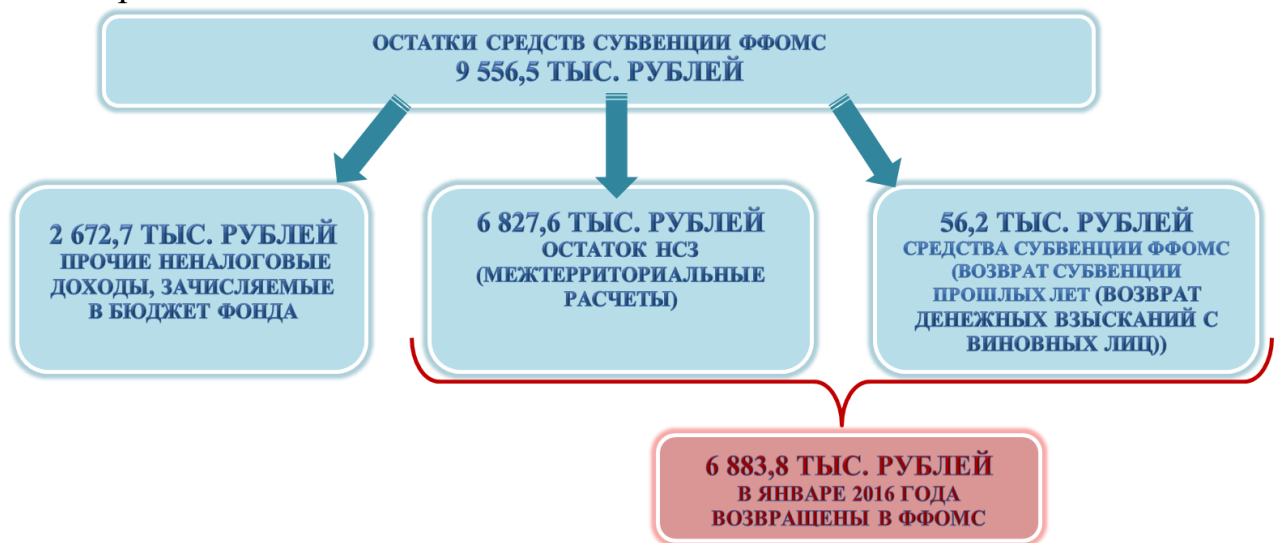 ОСТАТКИ СРЕДСТВ СУБВЕНЦИИ ФФОМС
9 556,5 ТЫС. РУБЛЕЙ
2 672,7 ТЫС. РУБЛЕЙ
ПРОЧИЕ НЕНАЛОГОВЫЕ
ДОХОДЫ, ЗАЧИСЛЯЕМЫЕ
В БЮДЖЕТ ФОНДА
6 827,6 ТЫС. РУБЛЕЙ
ОСТАТОК НСЗ
(МЕЖТЕРРИТОРИАЛЬНЫЕ
РАСЧЕТЫ)
56,2 ТЫС. РУБЛЕЙ
СРЕДСТВА СУБВЕНЦИИ ФФОМС
(ВОЗВРАТ СУБВЕНЦИИ
ПРОШЛЫХ ЛЕТ (ВОЗВРАТ
ДЕНЕЖНЫХ ВЗЫСКАНИЙ С
ВИНОВНЫХ ЛИЦ))
6 883,8 ТЫС. РУБЛЕЙ
В ЯНВАРЕ 2016 ГОДА
ВОЗВРАЩЕНЫ В ФФОМС